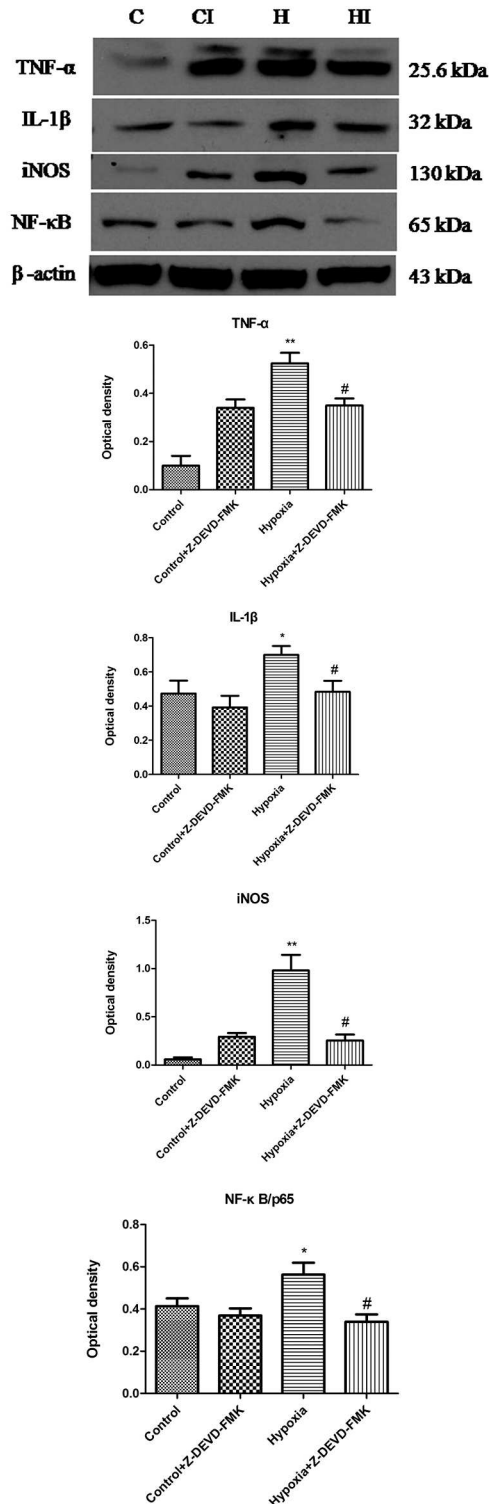 C CI H HI
TNF-α 25.6 kDa
IL-1β 32 kDa
iNOS 130 kDa
NF-κB 65 kDa
β-actin 43 kDa
TNF-α
Optical density
0.6
0.4
0.2
0.0
**
#
Control
Control+Z-DEVD-FMK
Hypoxia
Hypoxia+Z-DEVD-FMK
IL-1β
Optical density
0.8
0.6
0.4
0.2
0.0
*
#
Control
Control+Z-DEVD-FMK
Hypoxia
Hypoxia+Z-DEVD-FMK
iNOS
Optical density
1.5
1.0
0.5
0.0
**
#
Control
Control+Z-DEVD-FMK
Hypoxia
Hypoxia+Z-DEVD-FMK
NF-κ B/p65
Optical density
0.8
0.6
0.4
0.2
0.0
*
#
Control
Control+Z-DEVD-FMK
Hypoxia
Hypoxia+Z-DEVD-FMK